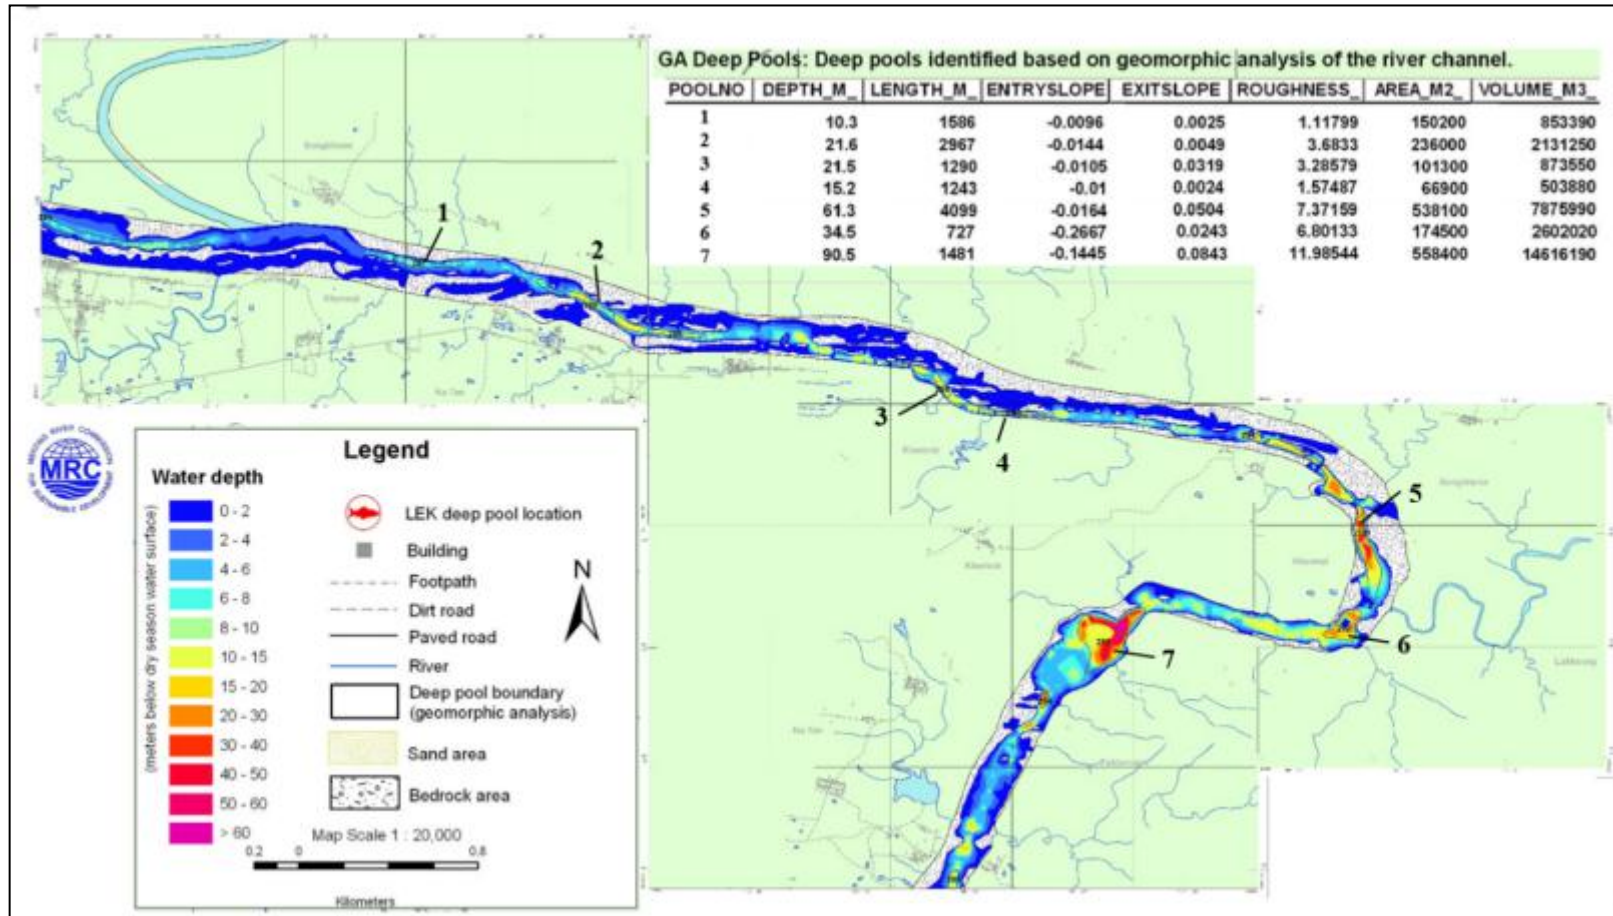 GA Deep Pools: Deep pools identified based on geomorphic analysis of the river channel.
POOLNO DEPTH_M_ LENGTH_M_ ENTRYSLOPE EXITSLOPE ROUGHNESS_ AREA_M2_ VOLUME_M3_
1 10.3 1586 -0.0096 0.0025 1.11799 150200 853390
2 21.6 2967 -0.0144 0.0049 3.6833 236000 2131250
3 21.5 1290 -0.0105 0.0319 3.28579 101300 873550
4 15.2 1243 -0.01 0.0024 1.57487 66900 503880
5 61.3 4099 -0.0164 0.0504 7.37159 538100 7875990
6 34.5 727 -0.2667 0.0243 6.80133 174500 2602020
7 90.5 1481 -0.1445 0.0843 11.98544 558400 14616190
1
2
3
4
5
6
7
MEKONG RIVER COMMISSION
MRC
FOR SUSTAINABLE DEVELOPMENT
Legend
Water depth
(meters below dry season water surface)
0 - 2
2 - 4
4 - 6
6 - 8
8 - 10
10 - 15
15 - 20
20 - 30
30 - 40
40 - 50
50 - 60
> 60
LEK deep pool location
Building
Footpath
Dirt road
Paved road
River
Deep pool boundary
(geomorphic analysis)
Sand area
Bedrock area
N
Map Scale 1 : 20,000
0.2 0 0.8
Kilometers